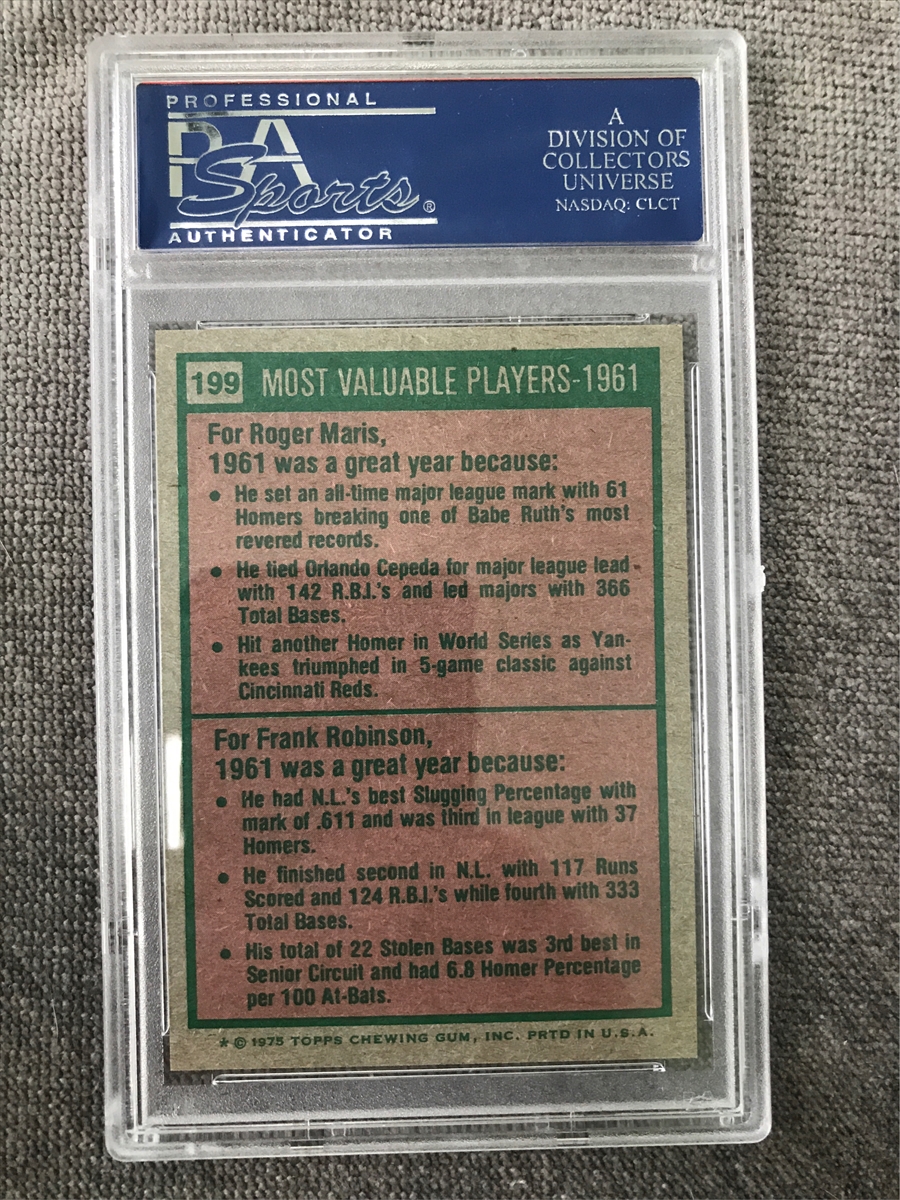 PROFESSIONAL
PSA
Sports®
AUTHENTICATOR
A
DIVISION OF
COLLECTORS
UNIVERSE
NASDAQ: CLCT
199 MOST VALUABLE PLAYERS-1961
For Roger Maris,
1961 was a great year because:
● He set an all-time major league mark with 61
Homers breaking one of Babe Ruth's most
revered records.
● He tied Orlando Cepeda for major league lead
with 142 R.B.I.'s and led majors with 366
Total Bases.
● Hit another Homer in World Series as Yan-
kees triumphed in 5-game classic against
Cincinnati Reds.
For Frank Robinson,
1961 was a great year because:
● He had N.L.'s best Slugging Percentage with
mark of .611 and was third in league with 37
Homers.
● He finished second in N.L. with 117 Runs
Scored and 124 R.B.I.'s while fourth with 333
Total Bases.
● His total of 22 Stolen Bases was 3rd best in
Senior Circuit and had 6.8 Homer Percentage
per 100 At-Bats.
* © 1975 TOPPS CHEWING GUM, INC. PRTD IN U.S.A.